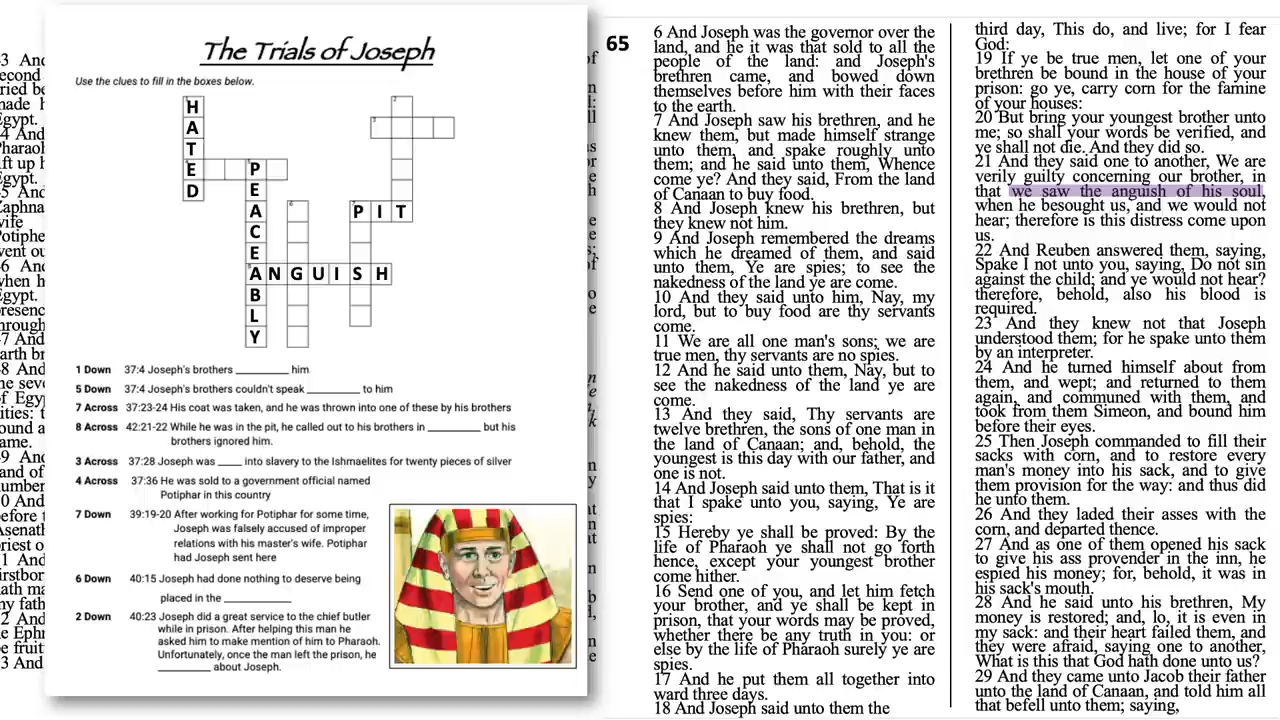 The Trials of Joseph
Use the clues to fill in the boxes below.
HATED
PEACEABLY
PIT
ANGUISH
1 Down 37:4 Joseph's brothers _________ him
5 Down 37:4 Joseph's brothers couldn't speak _________ to him
7 Across 37:23-24 His coat was taken, and he was thrown into one of these by his brothers
8 Across 42:21-22 While he was in the pit, he called out to his brothers in _________ but his
brothers ignored him.
3 Across 37:28 Joseph was ____ into slavery to the Ishmaelites for twenty pieces of silver
4 Across 37:36 He was sold to a government official named
Potiphar in this country
7 Down 39:19-20 After working for Potiphar for some time,
Joseph was falsely accused of improper
relations with his master's wife. Potiphar
had Joseph sent here
6 Down 40:15 Joseph had done nothing to deserve being
placed in the ____________
2 Down 40:23 Joseph did a great service to the chief butler
while in prison. After helping this man he
asked him to make mention of him to Pharaoh.
Unfortunately, once the man left the prison, he
_________ about Joseph.
65
6 And Joseph was the governor over the
land, and he it was that sold to all the
people of the land: and Joseph's
brethren came, and bowed down
themselves before him with their faces
to the earth.
7 And Joseph saw his brethren, and he
knew them, but made himself strange
unto them, and spake roughly unto
them; and he said unto them, Whence
come ye? And they said, From the land
of Canaan to buy food.
8 And Joseph knew his brethren, but
they knew not him.
9 And Joseph remembered the dreams
which he dreamed of them, and said
unto them, Ye are spies; to see the
nakedness of the land ye are come.
10 And they said unto him, Nay, my
lord, but to buy food are thy servants
come.
11 We are all one man's sons; we are
true men, thy servants are no spies.
12 And he said unto them, Nay, but to
see the nakedness of the land ye are
come.
13 And they said, Thy servants are
twelve brethren, the sons of one man in
the land of Canaan; and, behold, the
youngest is this day with our father, and
one is not.
14 And Joseph said unto them, That is it
that I spake unto you, saying, Ye are
spies:
15 Hereby ye shall be proved: By the
life of Pharaoh ye shall not go forth
hence, except your youngest brother
come hither.
16 Send one of you, and let him fetch
your brother, and ye shall be kept in
prison, that your words may be proved,
whether there be any truth in you: or
else by the life of Pharaoh surely ye are
spies.
17 And he put them all together into
ward three days.
18 And Joseph said unto them the
third day, This do, and live; for I fear
God:
19 If ye be true men, let one of your
brethren be bound in the house of your
prison: go ye, carry corn for the famine
of your houses:
20 But bring your youngest brother unto
me; so shall your words be verified, and
ye shall not die. And they did so.
21 And they said one to another, We are
verily guilty concerning our brother, in
that we saw the anguish of his soul,
when he besought us, and we would not
hear; therefore is this distress come upon
us.
22 And Reuben answered them, saying,
Spake I not unto you, saying, Do not sin
against the child; and ye would not hear?
therefore, behold, also his blood is
required.
23 And they knew not that Joseph
understood them; for he spake unto them
by an interpreter.
24 And he turned himself about from
them, and wept; and returned to them
again, and communed with them, and
took from them Simeon, and bound him
before their eyes.
25 Then Joseph commanded to fill their
sacks with corn, and to restore every
man's money into his sack, and to give
them provision for the way: and thus did
he unto them.
26 And they laded their asses with the
corn, and departed thence.
27 And as one of them opened his sack
to give his ass provender in the inn, he
espied his money; for, behold, it was in
his sack's mouth.
28 And he said unto his brethren, My
money is restored; and, lo, it is even in
my sack: and their heart failed them, and
they were afraid, saying one to another,
What is this that God hath done unto us?
29 And they came unto Jacob their father
unto the land of Canaan, and told him all
that befell unto them; saying,